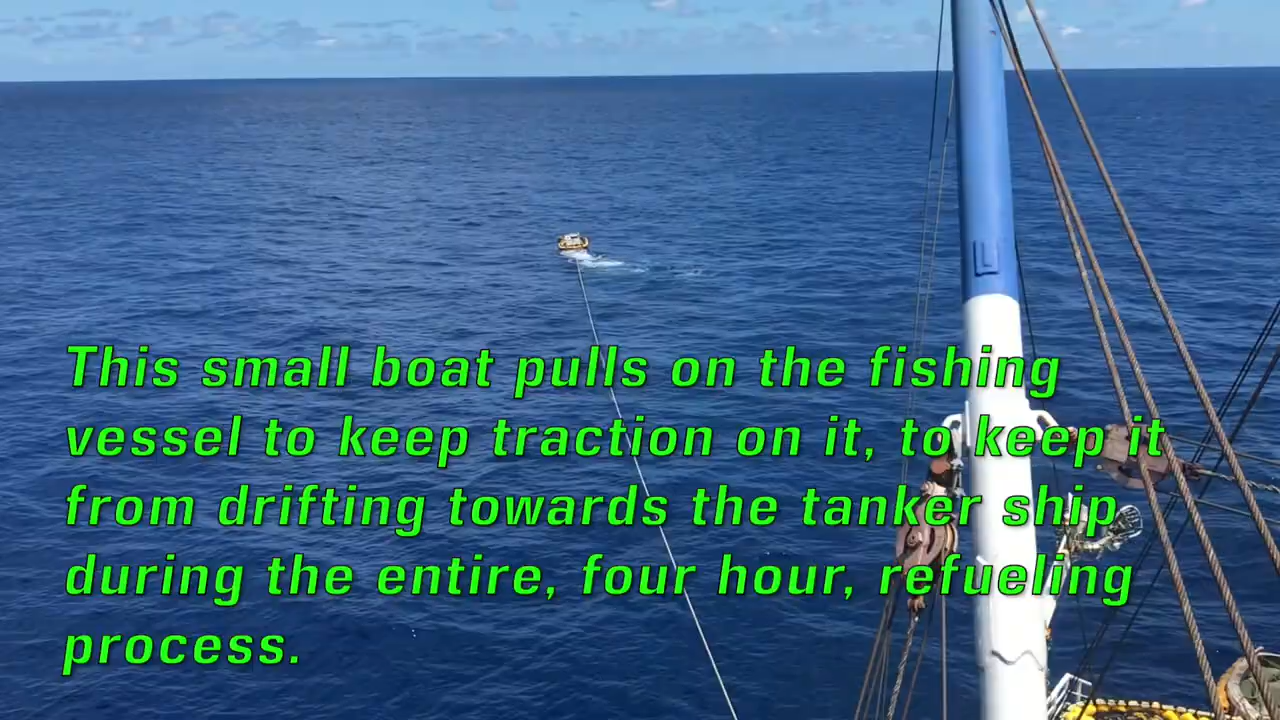 This small boat pulls on the fishing
vessel to keep traction on it, to keep it
from drifting towards the tanker ship
during the entire, four hour, refueling
process.